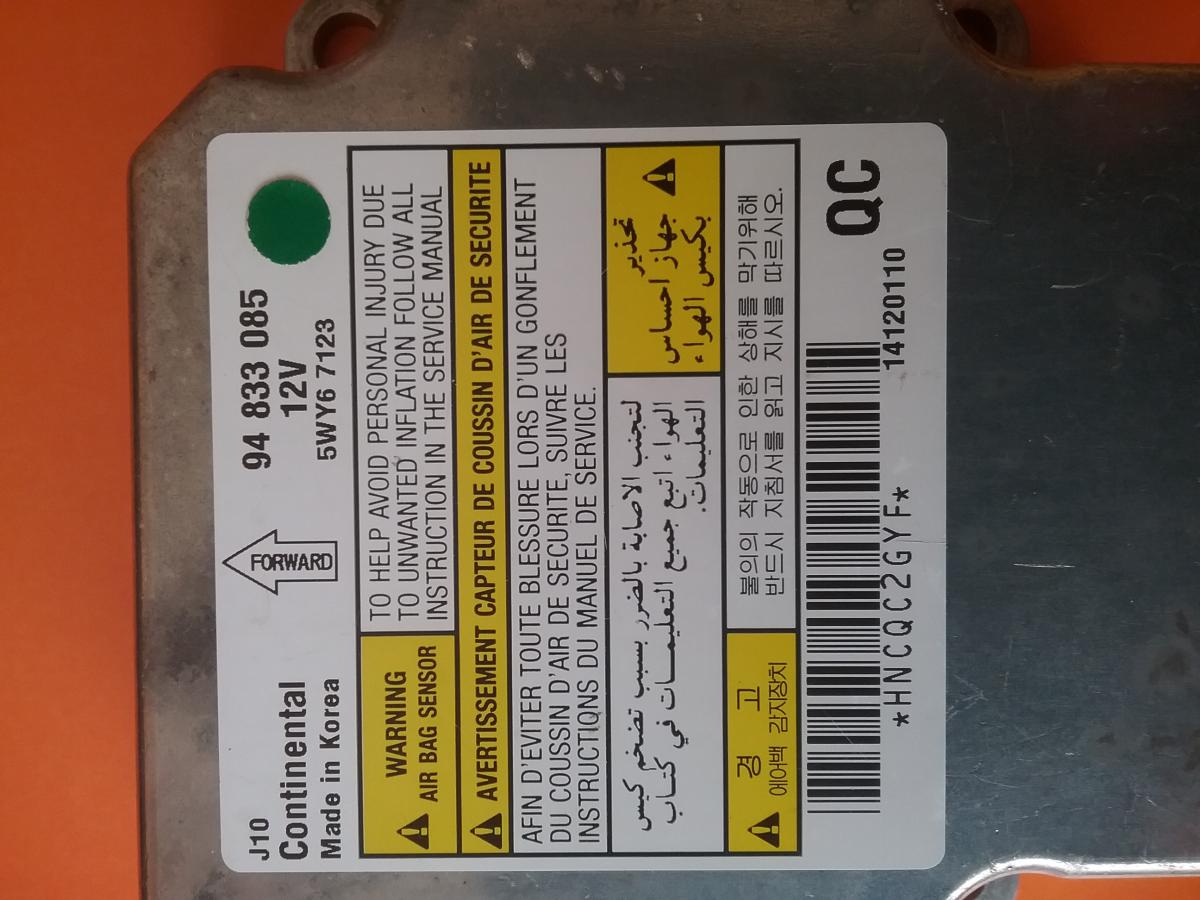 J10
Continental
Made in Korea
FORWARD
94 833 085
12V
5WY6 7123
WARNING
AIR BAG SENSOR
TO HELP AVOID PERSONAL INJURY DUE
TO UNWANTED INFLATION FOLLOW ALL
INSTRUCTION IN THE SERVICE MANUAL
AVERTISSEMENT CAPTEUR DE COUSSIN D'AIR DE SECURITE
AFIN D'EVITER TOUTE BLESSURE LORS D'UN GONFLEMENT
DU COUSSIN D'AIR DE SECURITE, SUIVRE LES
INSTRUCTIONS DU MANUEL DE SERVICE.
تحذير
جهاز احساس
بكيس الهواء
لتجنب الاصابة بالضرور بسبب تضخم كيس
الهواء اتبع جميع التعليمات في كتاب
التعليمات.
경 고
에어백 감지장치
불의의 작동으로 인한 상해를 막기위해
반드시 지침서를 읽고 지시를 따르시오.
QC
14120110
*HNCQC2GYF*